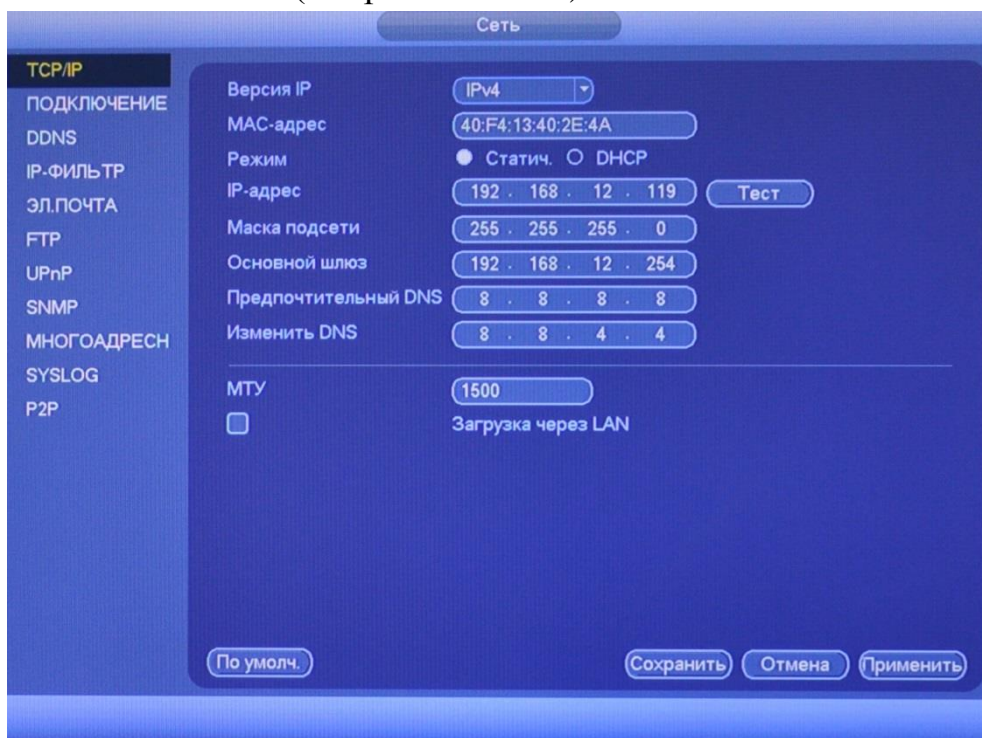 Сеть
TCP/IP
ПОДКЛЮЧЕНИЕ
DDNS
IP-ФИЛЬТР
ЭЛ.ПОЧТА
FTP
UPnP
SNMP
МНОГОАДРЕСН
SYSLOG
P2P
Версия IP IPv4
MAC-адрес 40:F4:13:40:2E:4A
Режим Статич. DHCP
IP-адрес 192 . 168 . 12 . 119 Тест
Маска подсети 255 . 255 . 255 . 0
Основной шлюз 192 . 168 . 12 . 254
Предпочтительный DNS 8 . 8 . 8 . 8
Изменить DNS 8 . 8 . 4 . 4
МТУ 1500
Загрузка через LAN
По умолч. Сохранить Отмена Применить